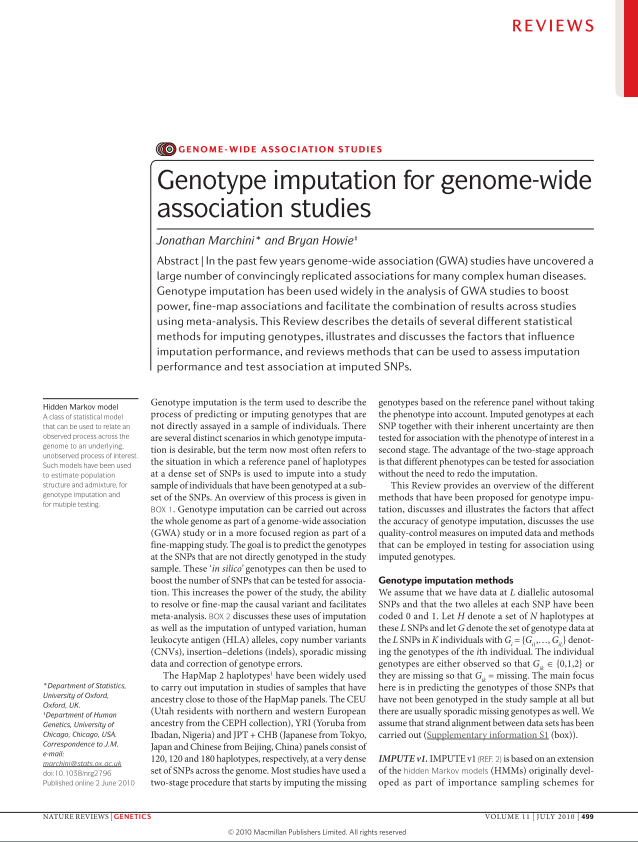 REVIEWS
GENOME-WIDE ASSOCIATION STUDIES
Genotype imputation for genome-wide
association studies
Jonathan Marchini* and Bryan Howie‡
Abstract | In the past few years genome-wide association (GWA) studies have uncovered a
large number of convincingly replicated associations for many complex human diseases.
Genotype imputation has been used widely in the analysis of GWA studies to boost
power, fine-map associations and facilitate the combination of results across studies
using meta-analysis. This Review describes the details of several different statistical
methods for imputing genotypes, illustrates and discusses the factors that influence
imputation performance, and reviews methods that can be used to assess imputation
performance and test association at imputed SNPs.
Hidden Markov model
A class of statistical model
that can be used to relate an
observed process across the
genome to an underlying,
unobserved process of interest.
Such models have been used
to estimate population
structure and admixture, for
genotype imputation and
for mutiple testing.
*Department of Statistics,
University of Oxford,
Oxford, UK.
‡Department of Human
Genetics, University of
Chicago, Chicago, USA.
Correspondence to J.M.
e-mail:
marchini@stats.ox.ac.uk
doi:10.1038/nrg2796
Published online 2 June 2010
Genotype imputation is the term used to describe the
process of predicting or imputing genotypes that are
not directly assayed in a sample of individuals. There
are several distinct scenarios in which genotype imputa-
tion is desirable, but the term now most often refers to
the situation in which a reference panel of haplotypes
at a dense set of SNPs is used to impute into a study
sample of individuals that have been genotyped at a sub-
set of the SNPs. An overview of this process is given in
BOX 1. Genotype imputation can be carried out across
the whole genome as part of a genome-wide association
(GWA) study or in a more focused region as part of a
fine-mapping study. The goal is to predict the genotypes
at the SNPs that are not directly genotyped in the study
sample. These 'in silico' genotypes can then be used to
boost the number of SNPs that can be tested for associa-
tion. This increases the power of the study, the ability
to resolve or fine-map the causal variant and facilitates
meta-analysis. BOX 2 discusses these uses of imputation
as well as the imputation of untyped variation, human
leukocyte antigen (HLA) alleles, copy number variants
(CNVs), insertion–deletions (indels), sporadic missing
data and correction of genotype errors.
The HapMap 2 haplotypes1 have been widely used
to carry out imputation in studies of samples that have
ancestry close to those of the HapMap panels. The CEU
(Utah residents with northern and western European
ancestry from the CEPH collection), YRI (Yoruba from
Ibadan, Nigeria) and JPT + CHB (Japanese from Tokyo,
Japan and Chinese from Beijing, China) panels consist of
120, 120 and 180 haplotypes, respectively, at a very dense
set of SNPs across the genome. Most studies have used a
two-stage procedure that starts by imputing the missing
genotypes based on the reference panel without taking
the phenotype into account. Imputed genotypes at each
SNP together with their inherent uncertainty are then
tested for association with the phenotype of interest in a
second stage. The advantage of the two-stage approach
is that different phenotypes can be tested for association
without the need to redo the imputation.
This Review provides an overview of the different
methods that have been proposed for genotype impu-
tation, discusses and illustrates the factors that affect
the accuracy of genotype imputation, discusses the use
quality-control measures on imputed data and methods
that can be employed in testing for association using
imputed genotypes.
Genotype imputation methods
We assume that we have data at L diallelic autosomal
SNPs and that the two alleles at each SNP have been
coded 0 and 1. Let H denote a set of N haplotypes at
these L SNPs and let G denote the set of genotype data at
the L SNPs in K individuals with Gi = {Gi1,…, GiL} denot-
ing the genotypes of the ith individual. The individual
genotypes are either observed so that Gik ∈ {0,1,2} or
they are missing so that Gik = missing. The main focus
here is in predicting the genotypes of those SNPs that
have not been genotyped in the study sample at all but
there are usually sporadic missing genotypes as well. We
assume that strand alignment between data sets has been
carried out (Supplementary information S1 (box)).
IMPUTE v1. IMPUTE v1 (REF. 2) is based on an extension
of the hidden Markov models (HMMs) originally devel-
oped as part of importance sampling schemes for
NATURE REVIEWS | GENETICS
VOLUME 11 | JULY 2010 | 499
© 2010 Macmillan Publishers Limited. All rights reserved